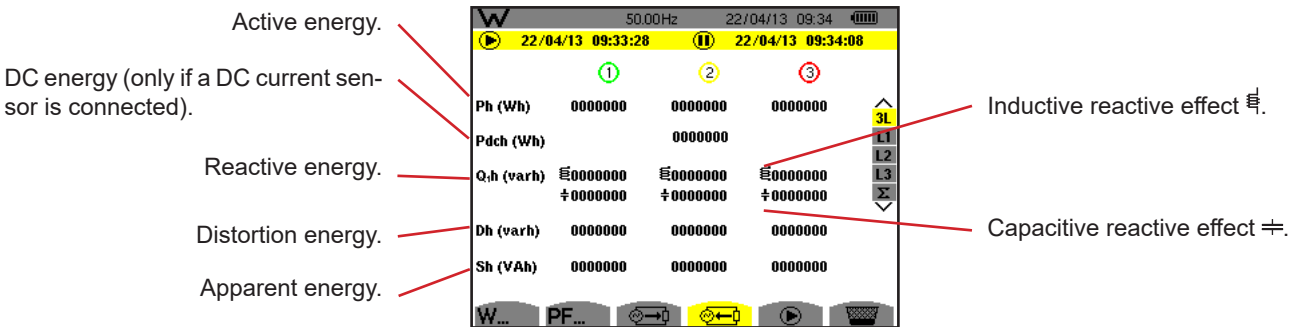 Active energy.
DC energy (only if a DC current sen-
sor is connected).
Reactive energy.
Distortion energy.
Apparent energy.
W 50.00Hz 22/04/13 09:34
22/04/13 09:33:28 22/04/13 09:34:08
1 2 3
Ph (Wh) 0000000 0000000 0000000
Pdch (Wh) 0000000
Q₁h (varh) 0000000 0000000 0000000
0000000 0000000 0000000
Dh (varh) 0000000 0000000 0000000
Sh (VAh) 0000000 0000000 0000000
3L
L1
L2
L3
Σ
W... PF...
Inductive reactive effect.
Capacitive reactive effect.